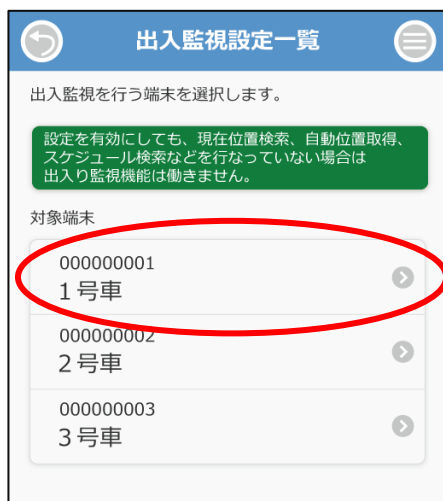 出入監視設定一覧
出入監視を行う端末を選択します。
設定を有効にしても、現在位置検索、自動位置取得、
スケジュール検索などを行なっていない場合は
出入り監視機能は働きません。
対象端末
000000001
1号車
000000002
2号車
000000003
3号車